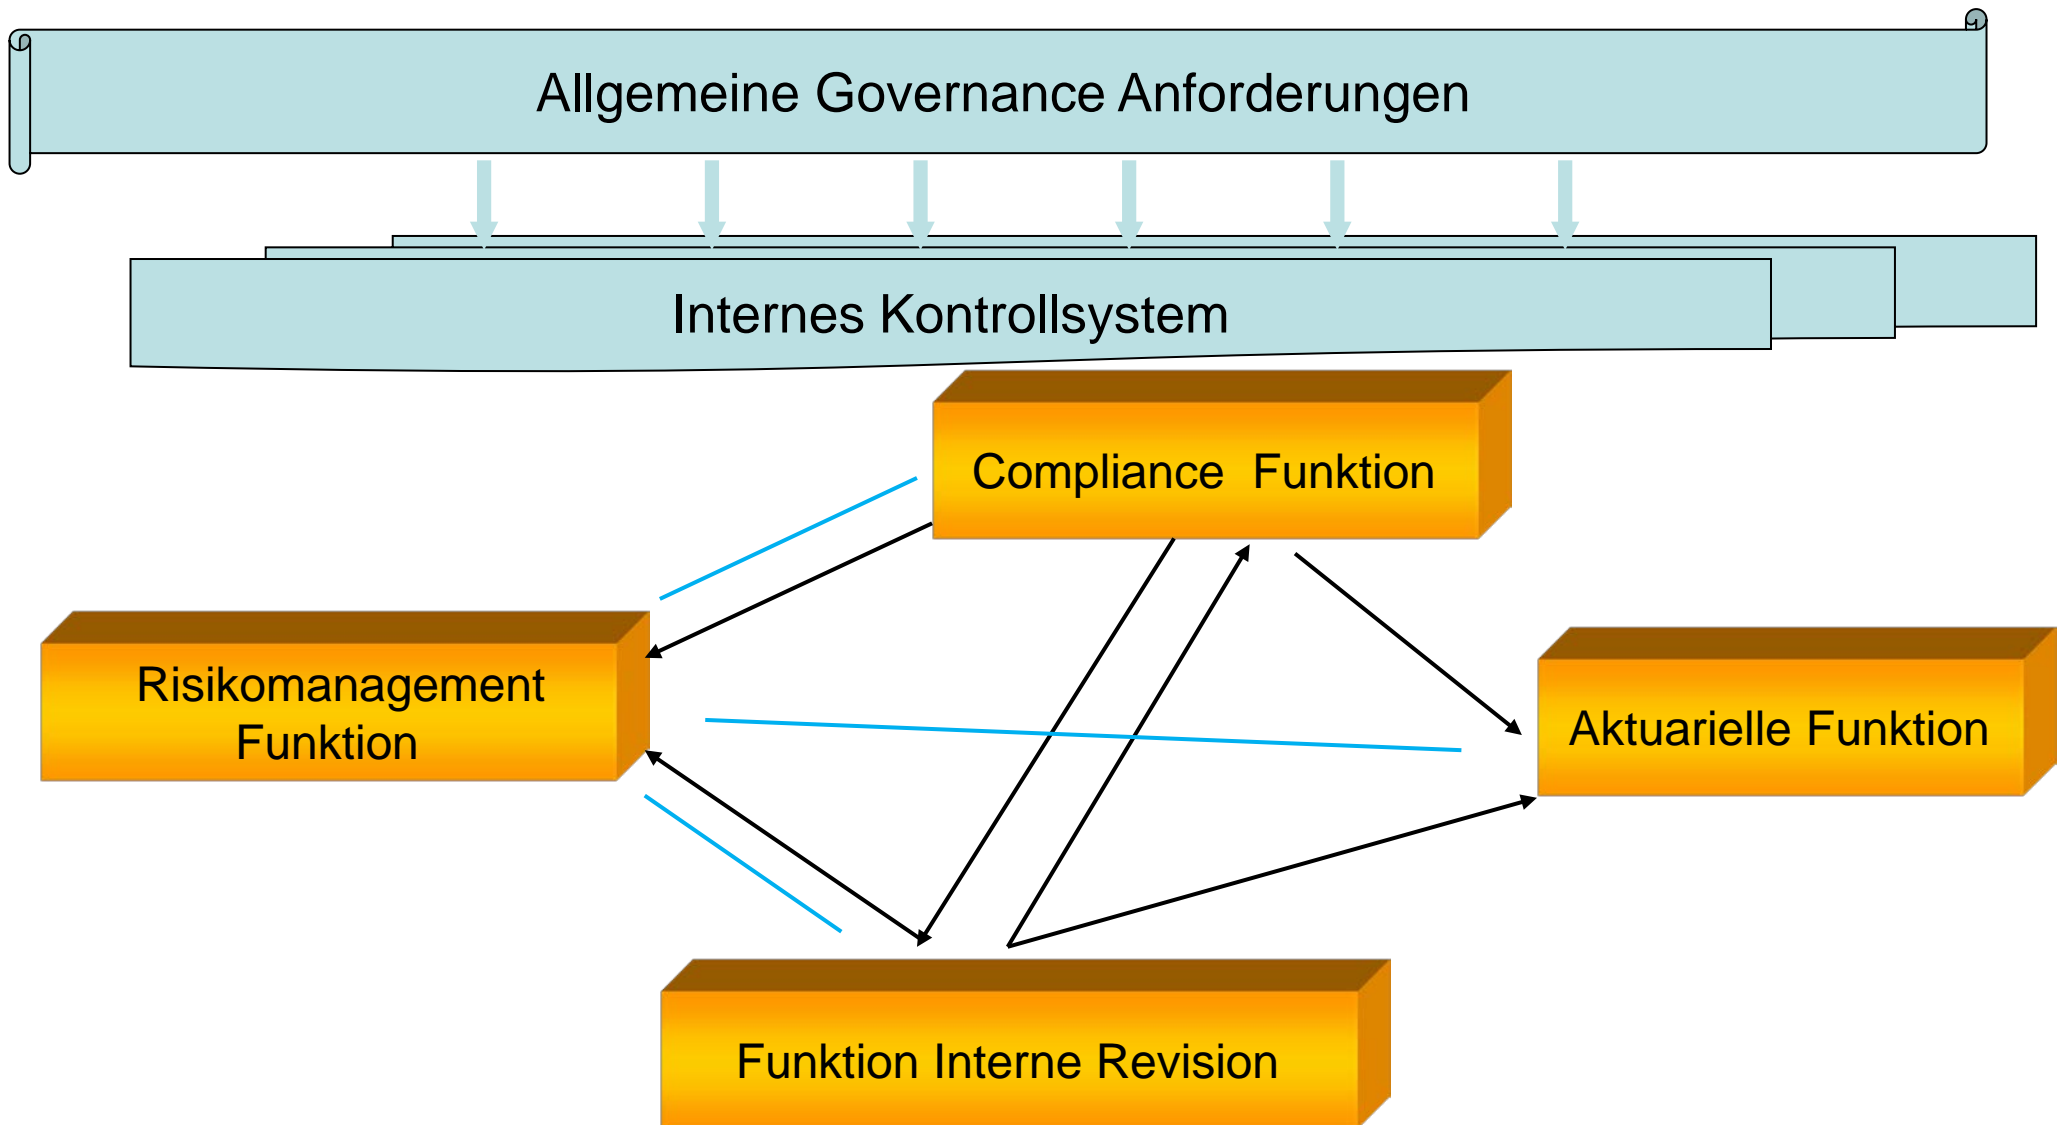 Allgemeine Governance Anforderungen
Internes Kontrollsystem
Compliance  Funktion
Risikomanagement
Funktion
Aktuarielle Funktion
Funktion Interne Revision